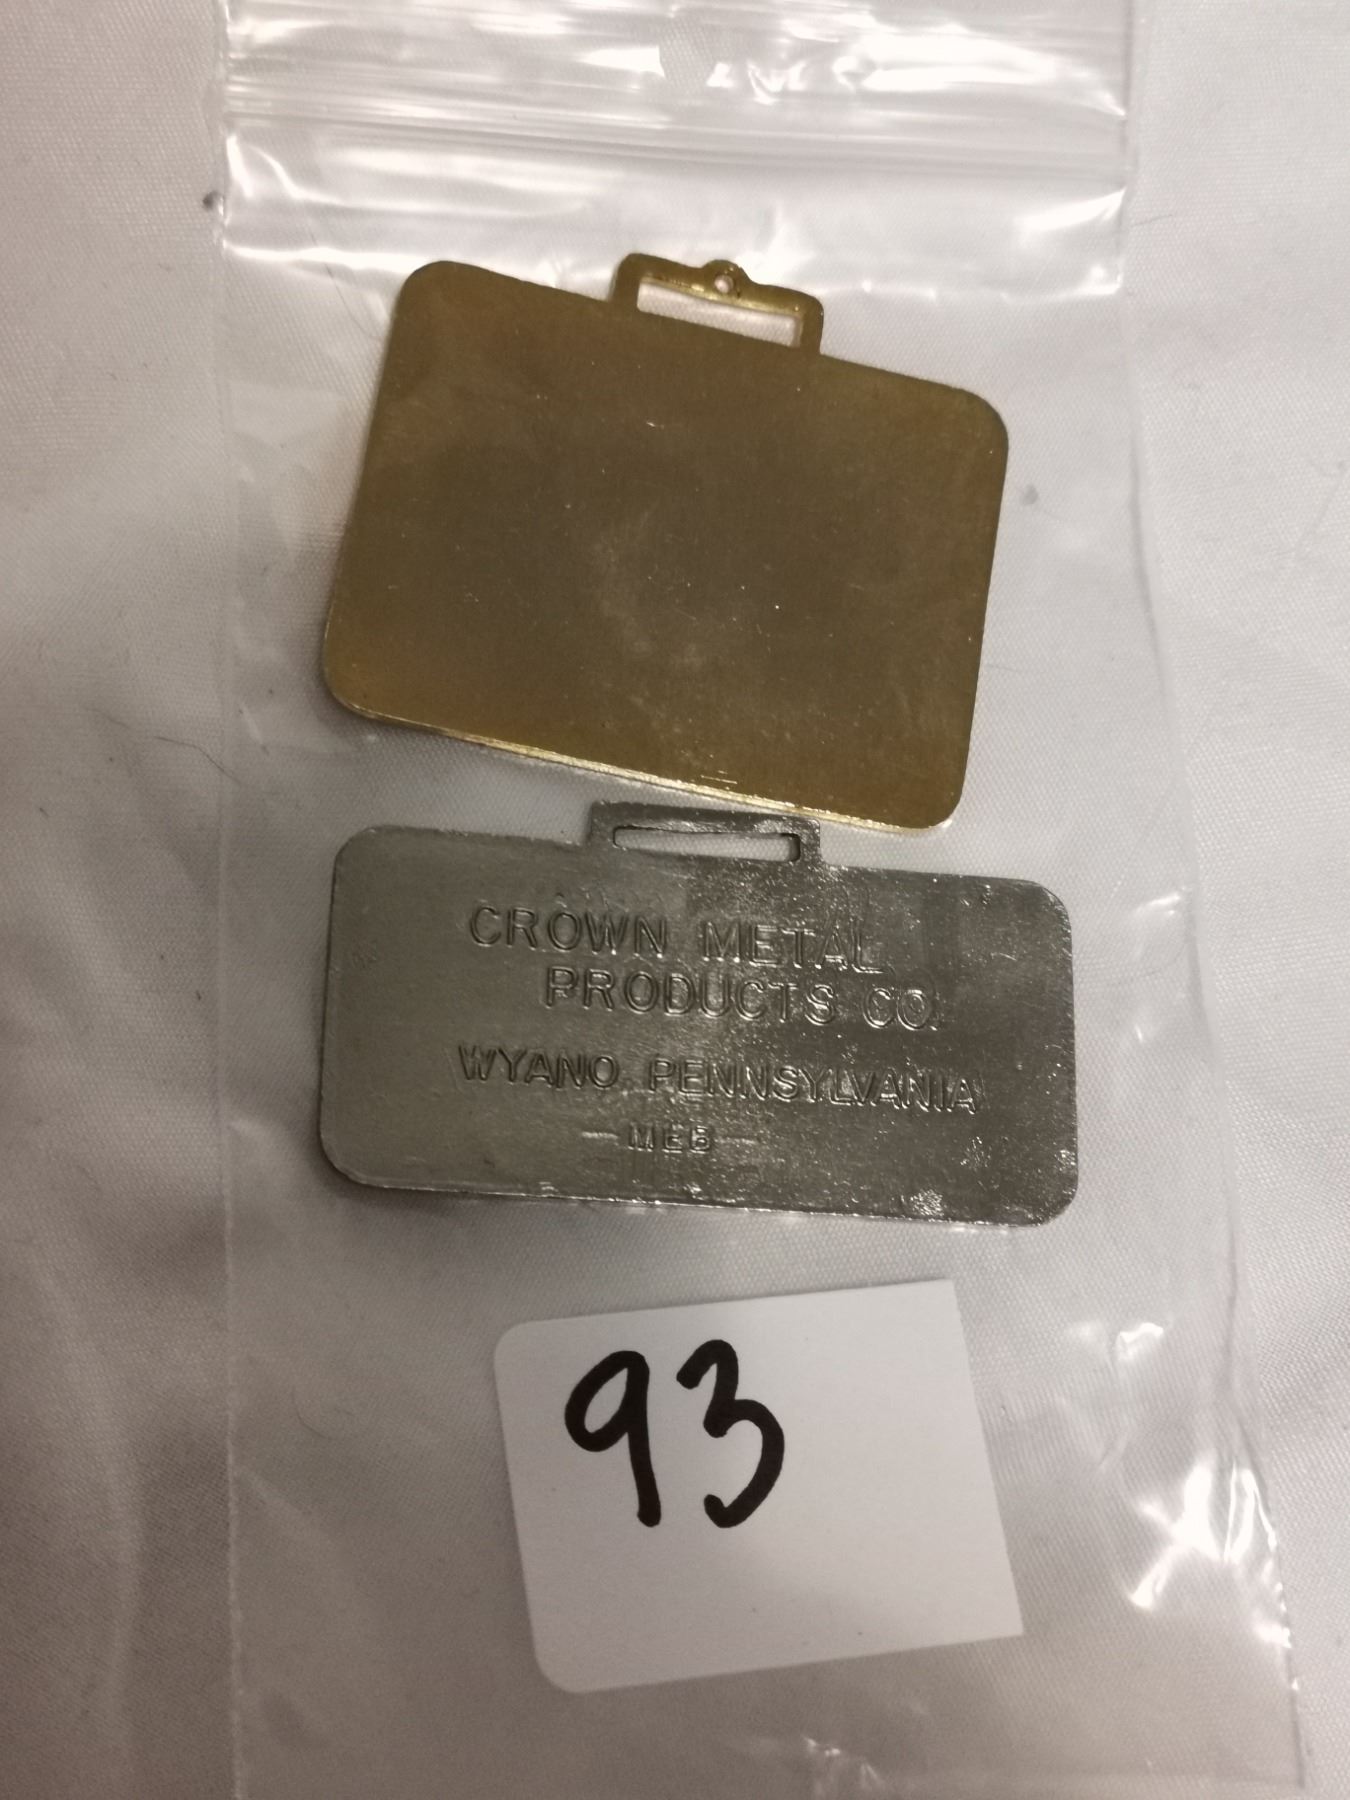 CROWN METAL
PRODUCTS CO.
WYANO PENNSYLVANIA
— MEB —
93